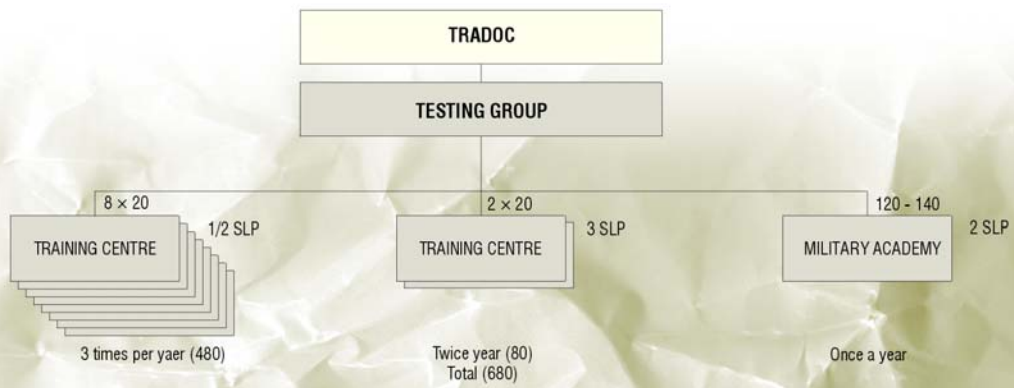 TRADOC
TESTING GROUP
8 × 20
2 × 20
120 - 140
1/2 SLP
3 SLP
2 SLP
TRAINING CENTRE
TRAINING CENTRE
MILITARY ACADEMY
3 times per yaer (480)
Twice year (80)
Once a year
Total (680)